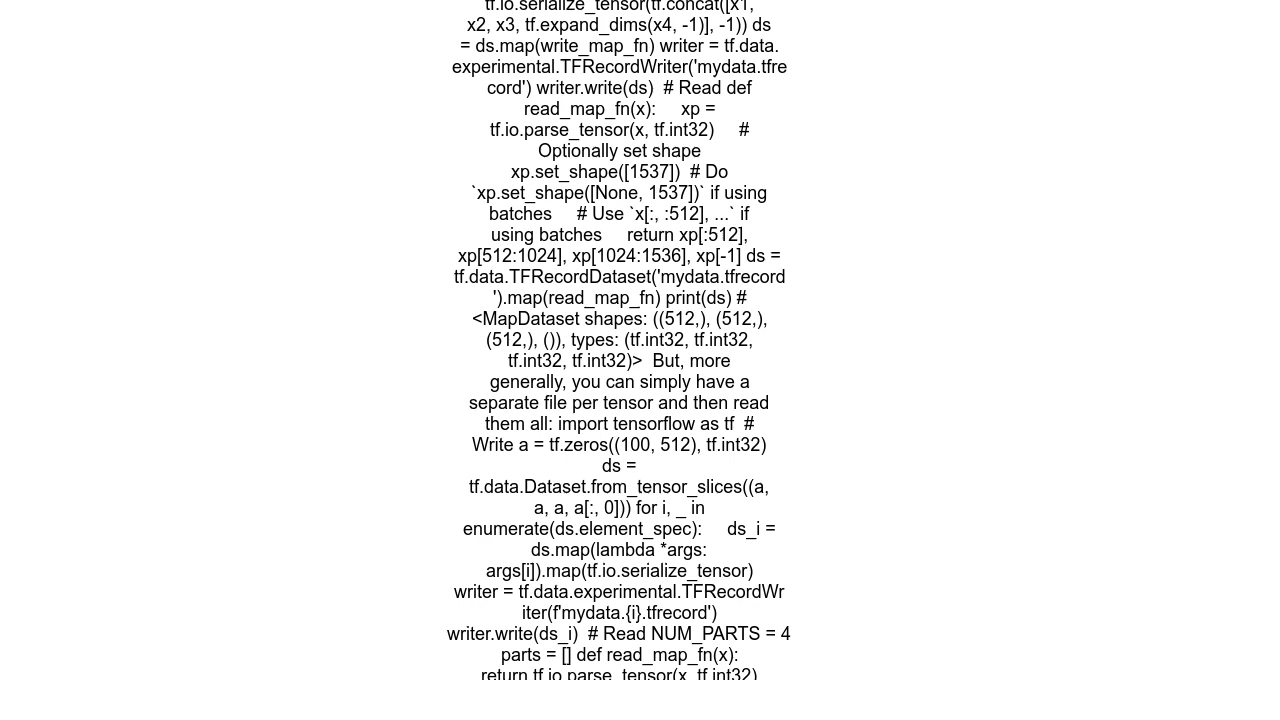 tf.io.serialize_tensor(tf.concat([x1,
x2, x3, tf.expand_dims(x4, -1)], -1)) ds
= ds.map(write_map_fn) writer = tf.data.
experimental.TFRecordWriter('mydata.tfre
cord') writer.write(ds)  # Read def
read_map_fn(x):     xp =
tf.io.parse_tensor(x, tf.int32)     #
Optionally set shape
xp.set_shape([1537])  # Do
`xp.set_shape([None, 1537])` if using
batches     # Use `x[:, :512], ...` if
using batches     return xp[:512],
xp[512:1024], xp[1024:1536], xp[-1] ds =
tf.data.TFRecordDataset('mydata.tfrecord
').map(read_map_fn) print(ds) #
<MapDataset shapes: ((512,), (512,),
(512,), ()), types: (tf.int32, tf.int32,
tf.int32, tf.int32)>  But, more
generally, you can simply have a
separate file per tensor and then read
them all: import tensorflow as tf  #
Write a = tf.zeros((100, 512), tf.int32)
ds =
tf.data.Dataset.from_tensor_slices((a,
a, a, a[:, 0])) for i, _ in
enumerate(ds.element_spec):     ds_i =
ds.map(lambda *args:
args[i]).map(tf.io.serialize_tensor)
writer = tf.data.experimental.TFRecordWr
iter(f'mydata.{i}.tfrecord')
writer.write(ds_i)  # Read NUM_PARTS = 4
parts = [] def read_map_fn(x):
return tf.io.parse_tensor(x, tf.int32)